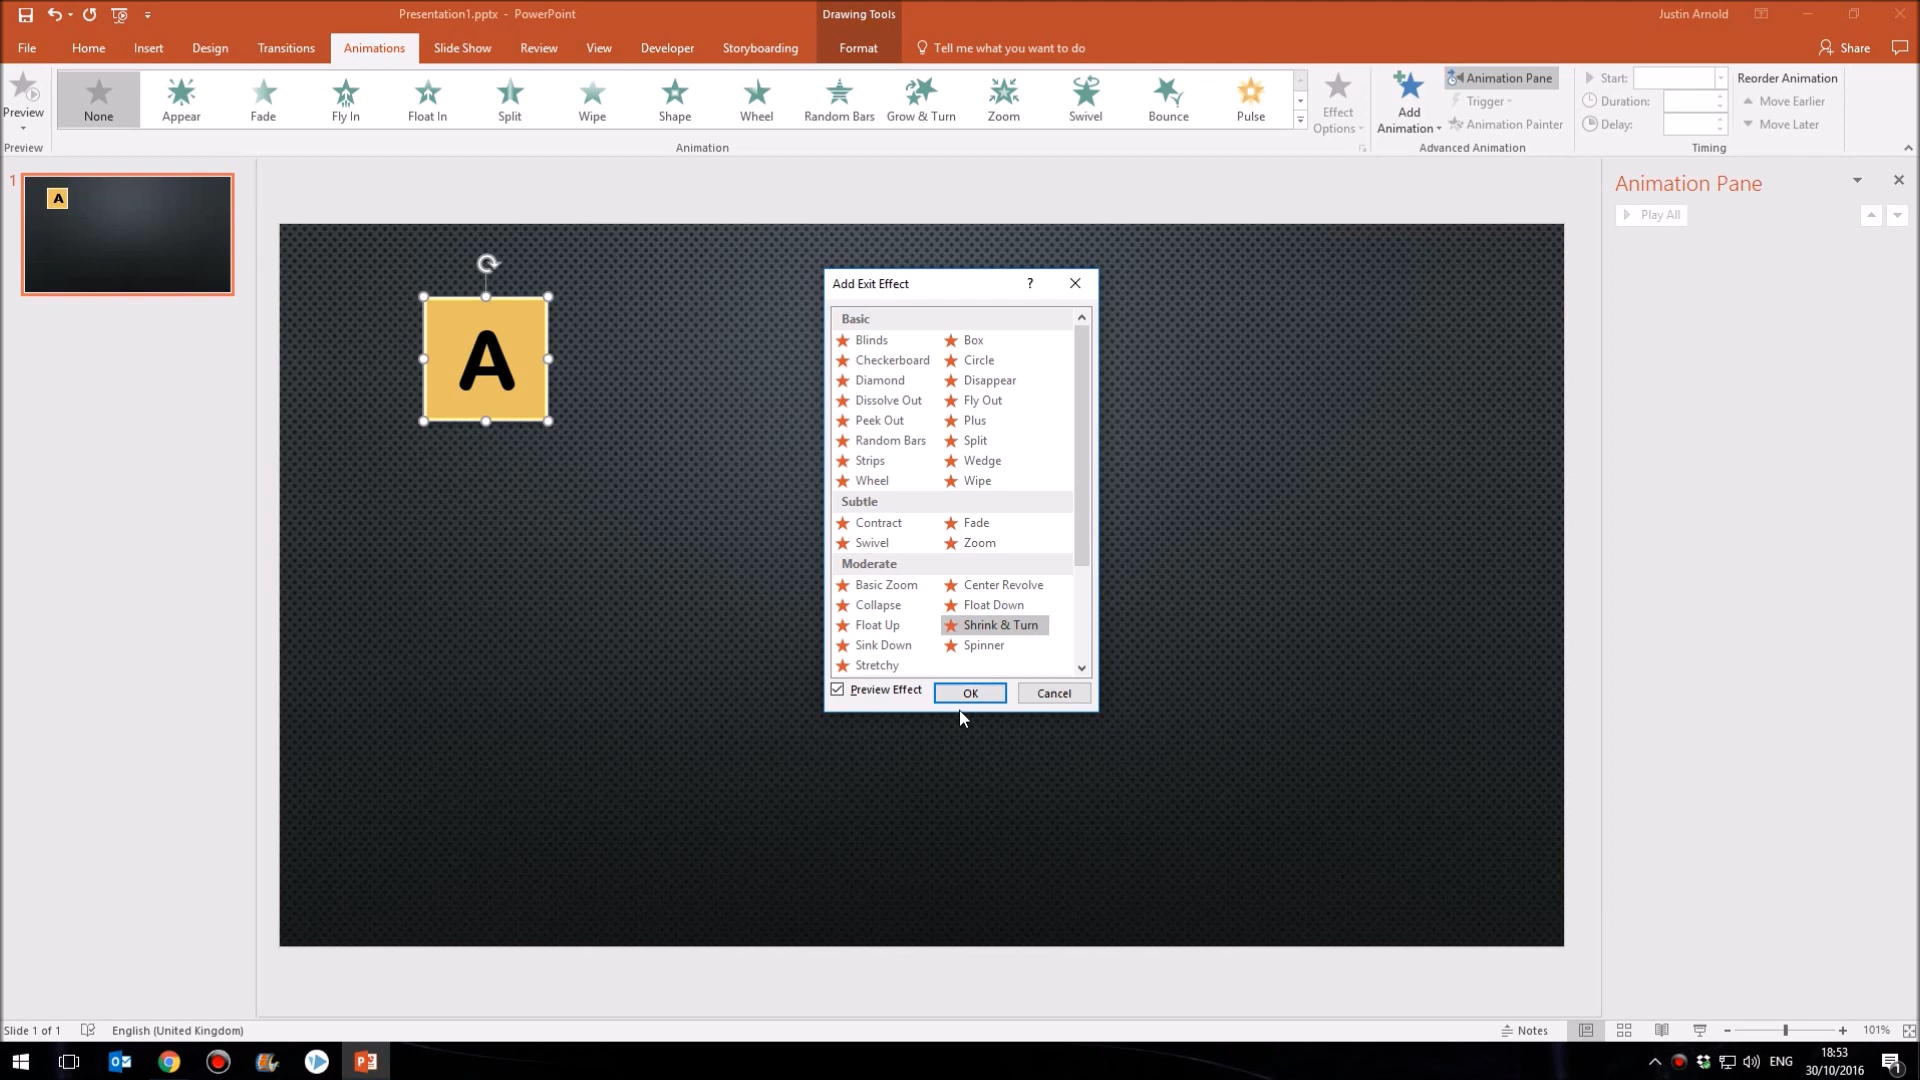 Presentation1.pptx - PowerPoint
Drawing Tools
Justin Arnold
File Home Insert Design Transitions Animations Slide Show Review View Developer Storyboarding Format Tell me what you want to do Share
Preview
None Appear Fade Fly In Float In Split Wipe Shape Wheel Random Bars Grow & Turn Zoom Swivel Bounce Pulse
Effect Options
Add Animation
Animation Pane
Trigger
Animation Painter
Start:
Duration:
Delay:
Reorder Animation
Move Earlier
Move Later
Preview Animation Advanced Animation Timing
1
A
A
Animation Pane
Play All
Add Exit Effect ?
Basic
Blinds Box
Checkerboard Circle
Diamond Disappear
Dissolve Out Fly Out
Peek Out Plus
Random Bars Split
Strips Wedge
Wheel Wipe
Subtle
Contract Fade
Swivel Zoom
Moderate
Basic Zoom Center Revolve
Collapse Float Down
Float Up Shrink & Turn
Sink Down Spinner
Stretchy
Preview Effect OK Cancel
Slide 1 of 1 English (United Kingdom) Notes 101%
ENG
18:53
30/10/2016
1